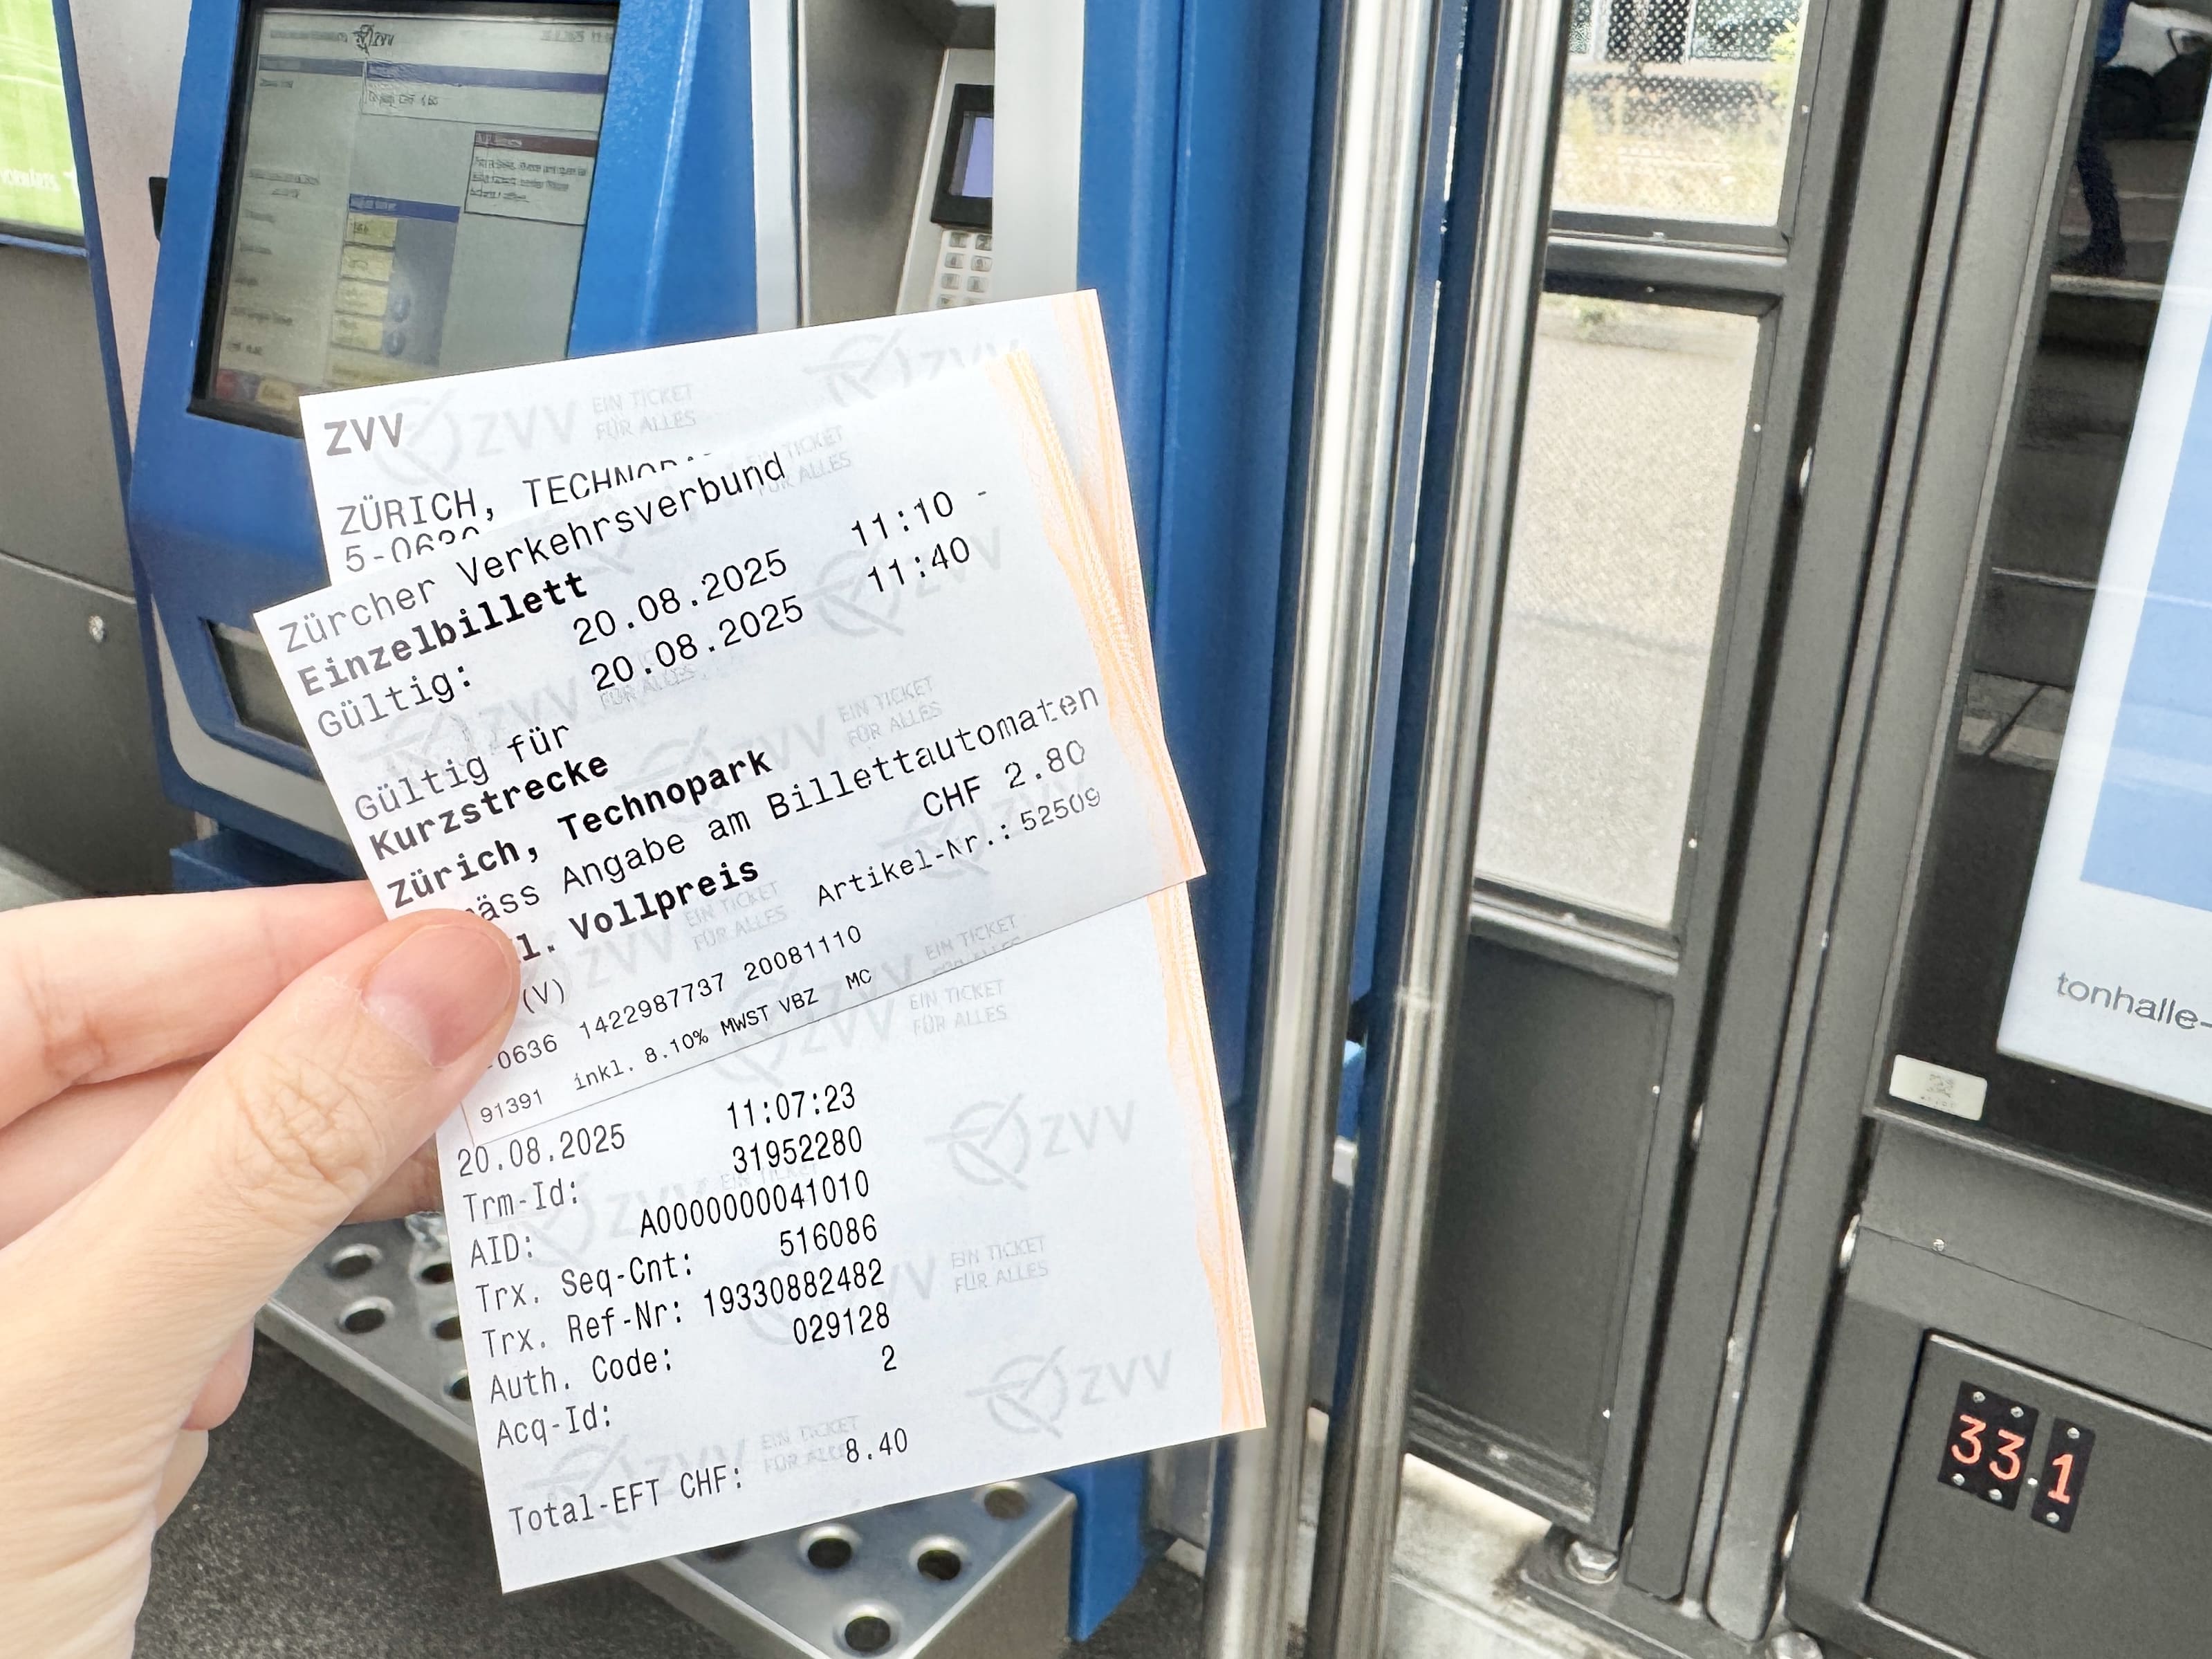 ZVV
ZÜRICH,
Zürcher Verkehrsverbund
Einzelbillett
Gültig: 20.08.2025 11:10 -
20.08.2025 11:40
Gültig für
Kurzstrecke
Zürich, Technopark
äss Angabe am Billettautomaten
CHF 2.80
l. Vollpreis
Artikel-Nr.: 52509
(V)
-0636 1422987737 20081110
91391 inkl. 8.10% MWST VBZ MC
20.08.2025 11:07:23
Trm-Id: 31952280
AID: A0000000041010
Trx. Seq-Cnt: 516086
Trx. Ref-Nr: 19330882482
Auth. Code: 029128
Acq-Id: 2
Total-EFT CHF: 8.40
ZVV
EIN TICKET
FÜR ALLES
tonhalle-
33.1